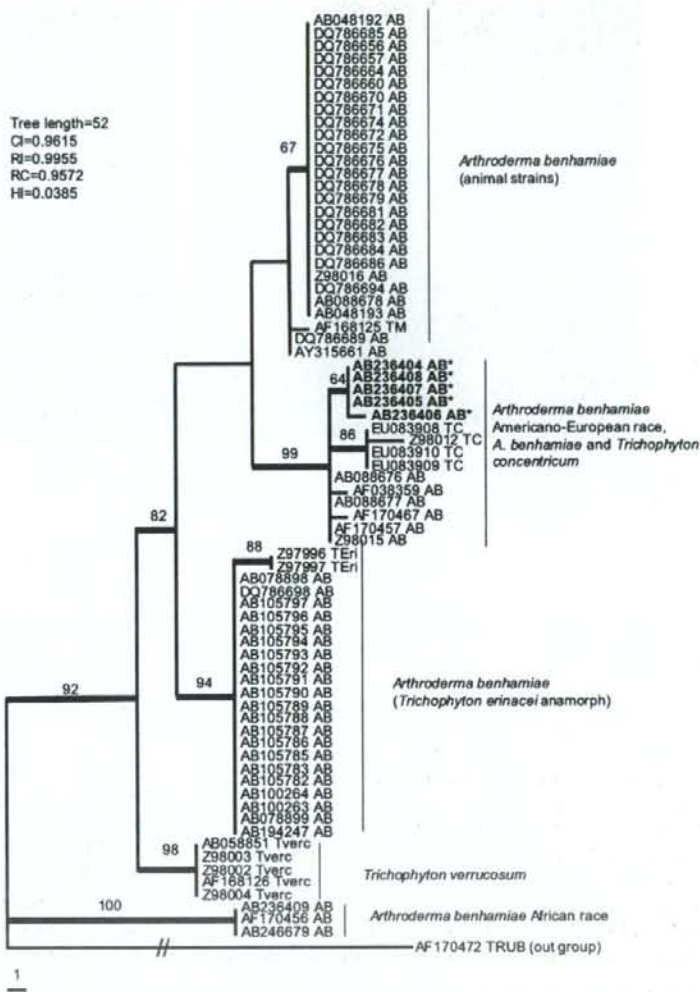 Tree length=52
CI=0.9615
RI=0.9955
RC=0.9572
HI=0.0385
67
AB048192 AB
DQ786685 AB
DQ786656 AB
DQ786657 AB
DQ786664 AB
DQ786660 AB
DQ786670 AB
DQ786671 AB
DQ786674 AB
DQ786672 AB
DQ786675 AB
DQ786676 AB
DQ786677 AB
DQ786678 AB
DQ786679 AB
DQ786681 AB
DQ786682 AB
DQ786683 AB
DQ786684 AB
DQ786686 AB
Z98016 AB
DQ786694 AB
AB088678 AB
AB048193 AB
AF168125 TM
DQ786689 AB
AY315661 AB
Arthroderma benhamiae
(animal strains)
64
AB236404 AB*
AB236408 AB*
AB236407 AB*
AB236405 AB*
AB236406 AB*
86
EU083908 TC
Z98012 TC
EU083910 TC
EU083909 TC
99
AB088676 AB
AF038359 AB
AB088677 AB
AF170467 AB
AF170457 AB
Z98015 AB
Arthroderma benhamiae
Americano-European race,
A. benhamiae and Trichophyton
concentricum
82
88
Z97996 TEri
Z97997 TEri
AB078898 AB
DQ786698 AB
AB105797 AB
AB105796 AB
AB105795 AB
AB105794 AB
AB105793 AB
AB105792 AB
AB105791 AB
AB105790 AB
AB105789 AB
AB105788 AB
AB105787 AB
AB105786 AB
AB105785 AB
AB105783 AB
AB105782 AB
AB100264 AB
AB100263 AB
AB078899 AB
AB194247 AB
94
92
Arthroderma benhamiae
(Trichophyton erinacei anamorph)
98
AB058851 Tverc
Z98003 Tverc
Z98002 Tverc
AF168126 Tverc
Z98004 Tverc
Trichophyton verrucosum
100
AB236409 AB
AF170456 AB
AB246679 AB
Arthroderma benhamiae African race
AF170472 TRUB (out group)
1